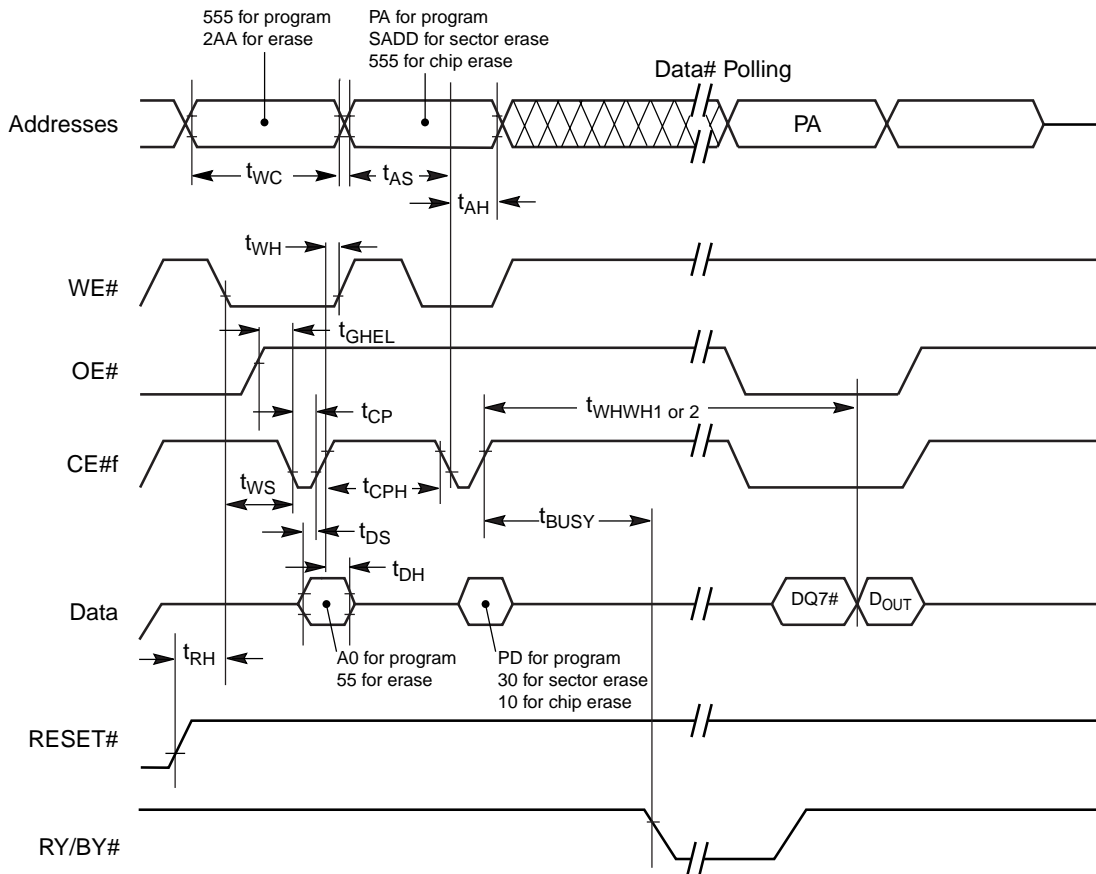 555 for program
2AA for erase
PA for program
SADD for sector erase
555 for chip erase
Data# Polling
Addresses
PA
tWC
tAS
tAH
tWH
WE#
tGHEL
OE#
tCP
tWHWH1 or 2
CE#f
tWS
tCPH
tDS
tBUSY
tDH
Data
DQ7#
DOUT
tRH
A0 for program
55 for erase
PD for program
30 for sector erase
10 for chip erase
RESET#
RY/BY#